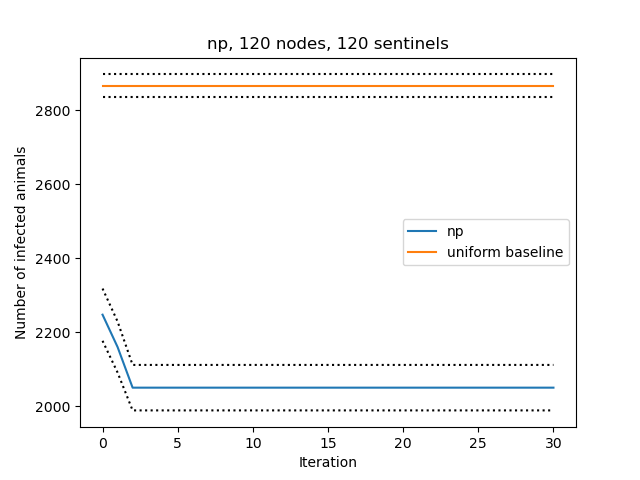 np, 120 nodes, 120 sentinels
Number of infected animals
2800
2600
2400
2200
2000
np
uniform baseline
0 5 10 15 20 25 30
Iteration